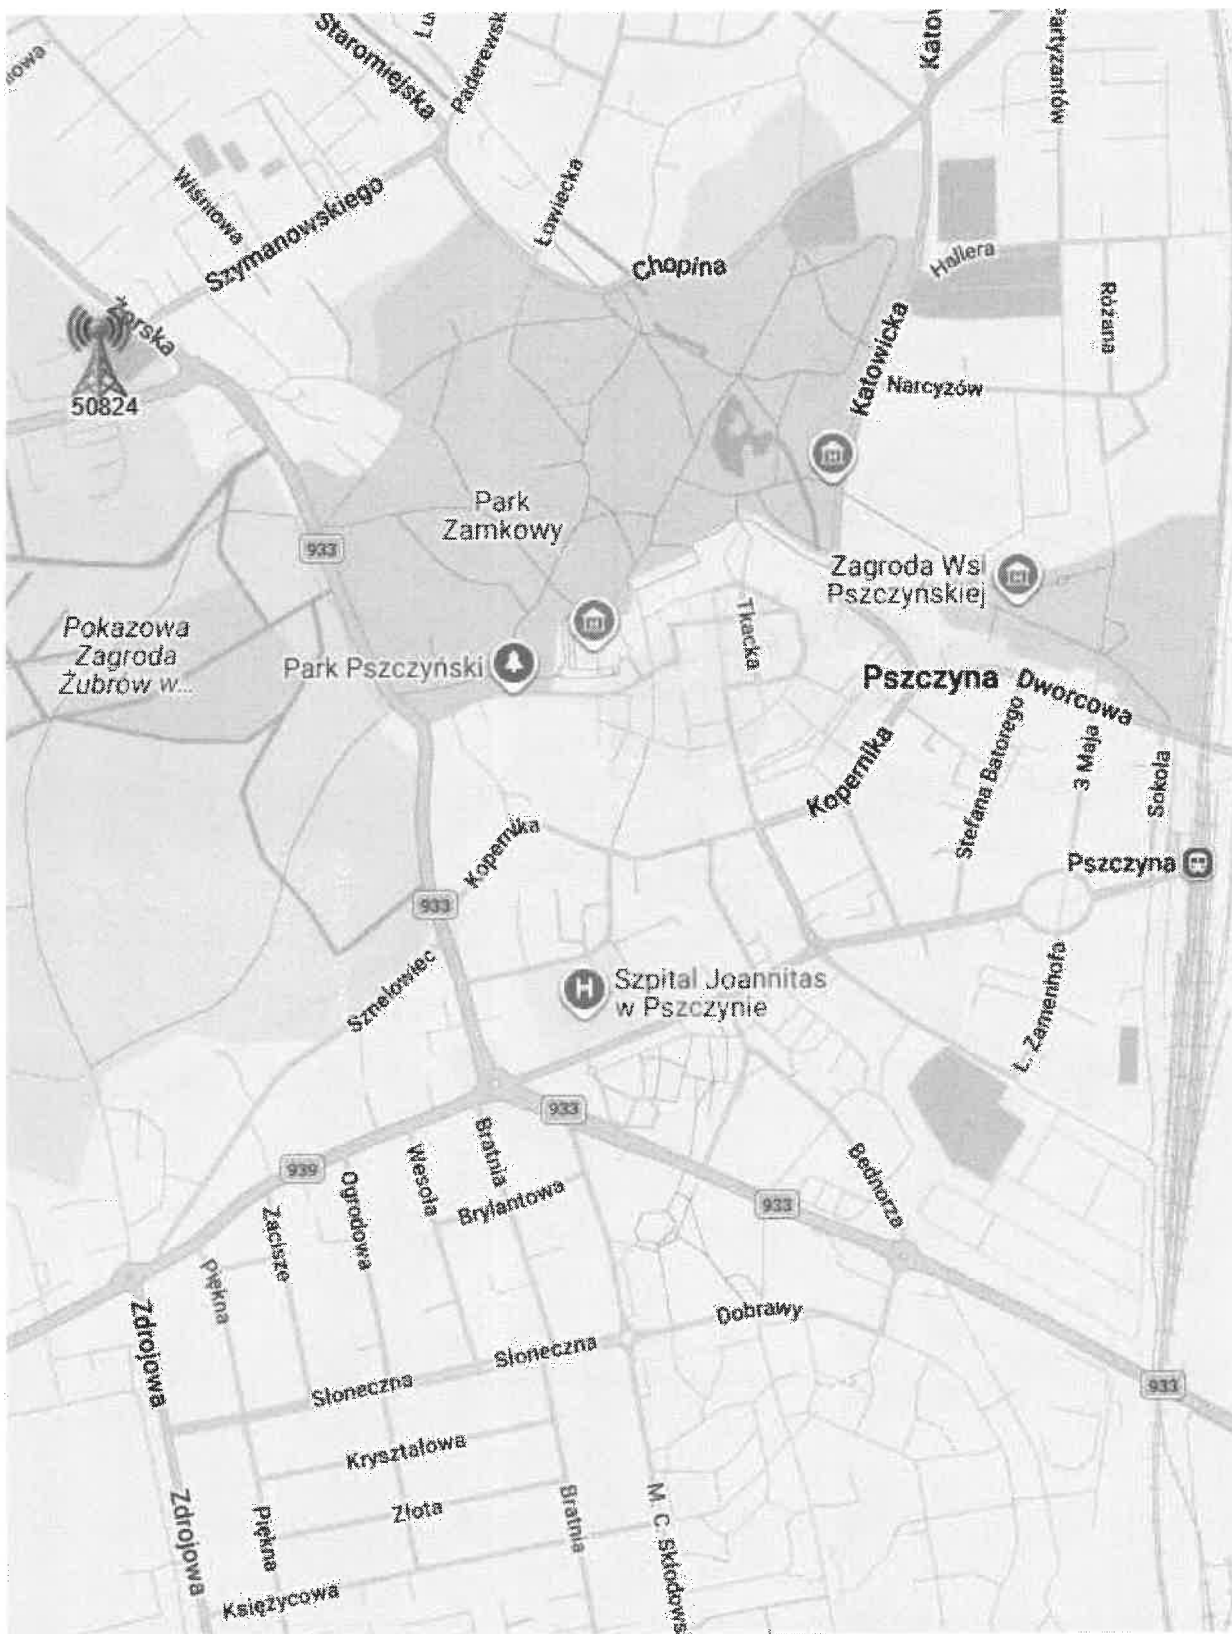 Staromiejska
Paderewsk
Katow
Partyzantów
Wiśniowa
Szymanowskiego
Łowiecka
Chopina
Hallera
Różana
Żorska
50824
Katowicka
Narcyzów
Park
Zamkowy
933
Zagroda Wsi
Pszczyńskiej
Pokazowa
Zagroda
Żubrów w...
Tkacka
Park Pszczyński
Pszczyna
Dworcowa
Stefana Batorego
3 Maja
Sokoła
Kopernika
Kopernika
Pszczyna
933
Sznelowiec
H
Szpital Joannitas
w Pszczynie
L. Zamenhofa
933
Bratnia
Wesoła
Bednorza
939
Ogrodowa
Brylantowa
933
Zacisze
Piękna
Zdrojowa
Dobrawy
Słoneczna
Słoneczna
933
Kryształowa
Złota
Bratnia
M. C. Skłodows
Zdrojowa
Piękna
Księżycowa